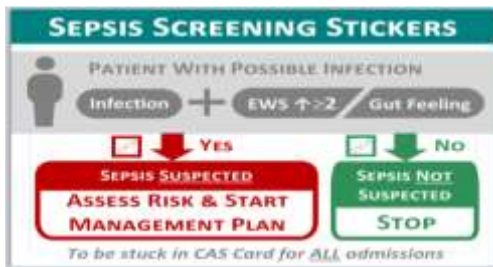 SEPSIS SCREENING STICKERS
PATIENT WITH POSSIBLE INFECTION
Infection + EWS ↑>2 / Gut Feeling
YES NO
SEPSIS SUSPECTED
ASSESS RISK & START
MANAGEMENT PLAN
SEPSIS NOT
SUSPECTED
STOP
To be stuck in CAS Card for ALL admissions